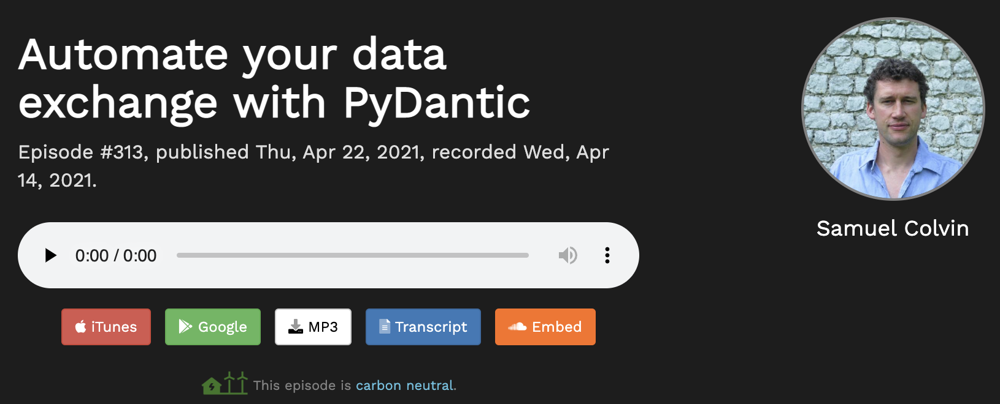 Automate your data
exchange with PyDantic
Episode #313, published Thu, Apr 22, 2021, recorded Wed, Apr
14, 2021.
Samuel Colvin
0:00 / 0:00
iTunes
Google
MP3
Transcript
Embed
This episode is carbon neutral.